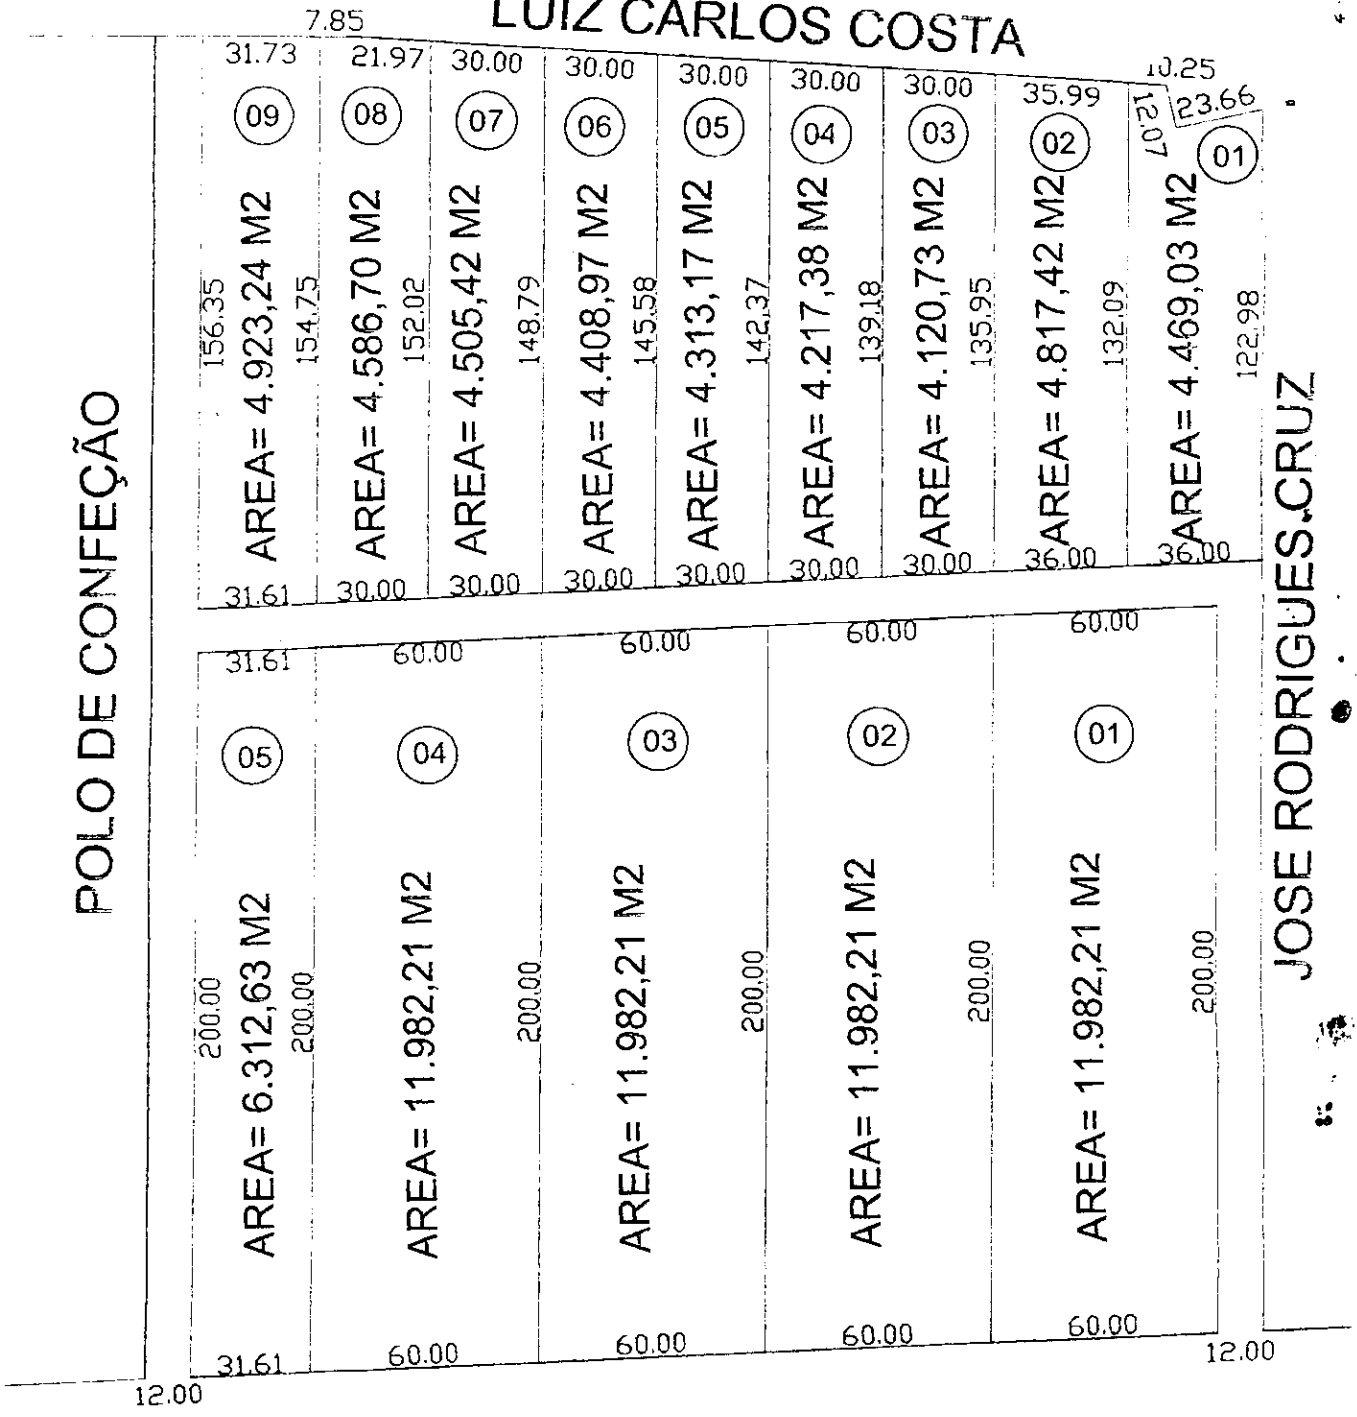 LUIZ CARLOS COSTA
7.85
31.73 21.97 30.00 30.00 30.00 30.00 30.00 35.99 10.25
12.07 23.66
09 08 07 06 05 04 03 02 01
156.35
AREA= 4.923,24 M2
154.75
AREA= 4.586,70 M2
152.02
AREA= 4.505,42 M2
148.79
AREA= 4.408,97 M2
145.58
AREA= 4.313,17 M2
142.37
AREA= 4.217,38 M2
139.18
AREA= 4.120,73 M2
135.95
AREA= 4.817,42 M2
132.09
AREA= 4.469,03 M2
122.98
31.61 30.00 30.00 30.00 30.00 30.00 30.00 36.00 36.00
POLO DE CONFEÇÃO
JOSE RODRIGUES.CRUZ
31.61 60.00 60.00 60.00 60.00
05 04 03 02 01
200.00
AREA= 6.312,63 M2
200.00
AREA= 11.982,21 M2
200.00
AREA= 11.982,21 M2
200.00
AREA= 11.982,21 M2
200.00
AREA= 11.982,21 M2
200.00
31.61 60.00 60.00 60.00 60.00
12.00 12.00